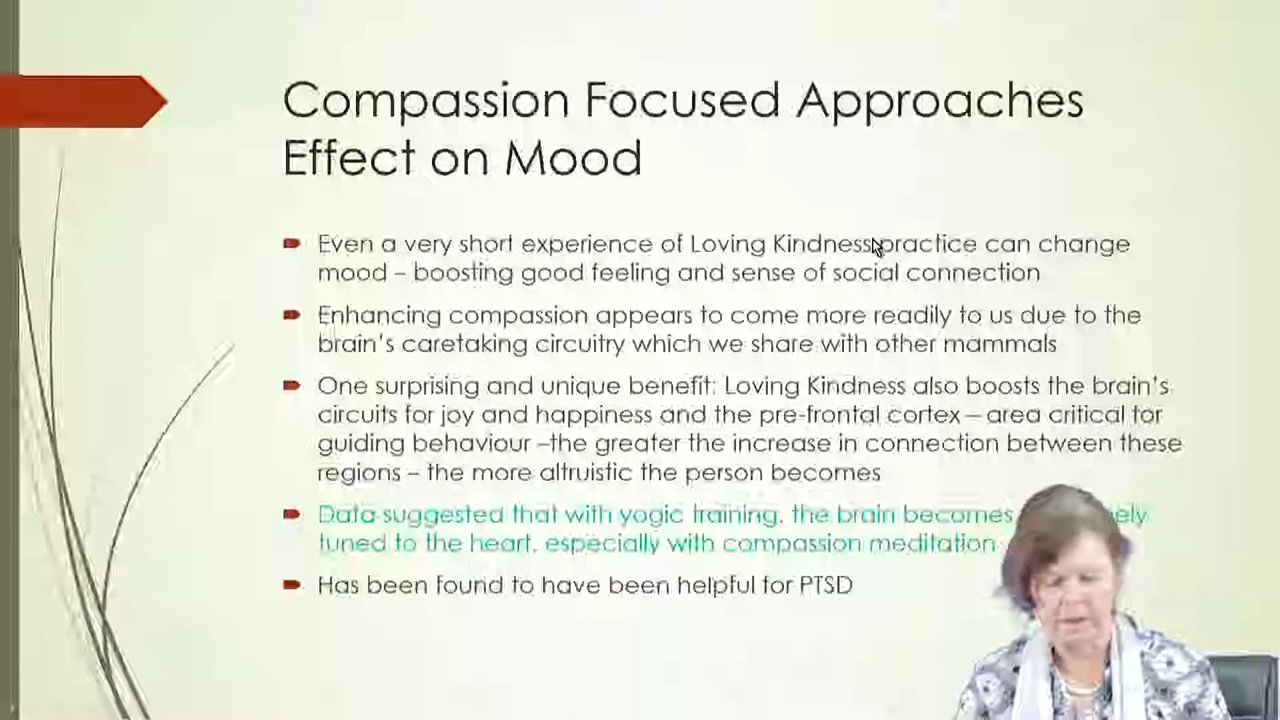 Compassion Focused Approaches
Effect on Mood
Even a very short experience of Loving Kindness practice can change
mood – boosting good feeling and sense of social connection
Enhancing compassion appears to come more readily to us due to the
brain's caretaking circuitry which we share with other mammals
One surprising and unique benefit: Loving Kindness also boosts the brain's
circuits for joy and happiness and the pre-frontal cortex – area critical for
guiding behaviour –the greater the increase in connection between these
regions – the more altruistic the person becomes
Data suggested that with yogic training, the brain becomes
tuned to the heart, especially with compassion meditation
Has been found to have been helpful for PTSD